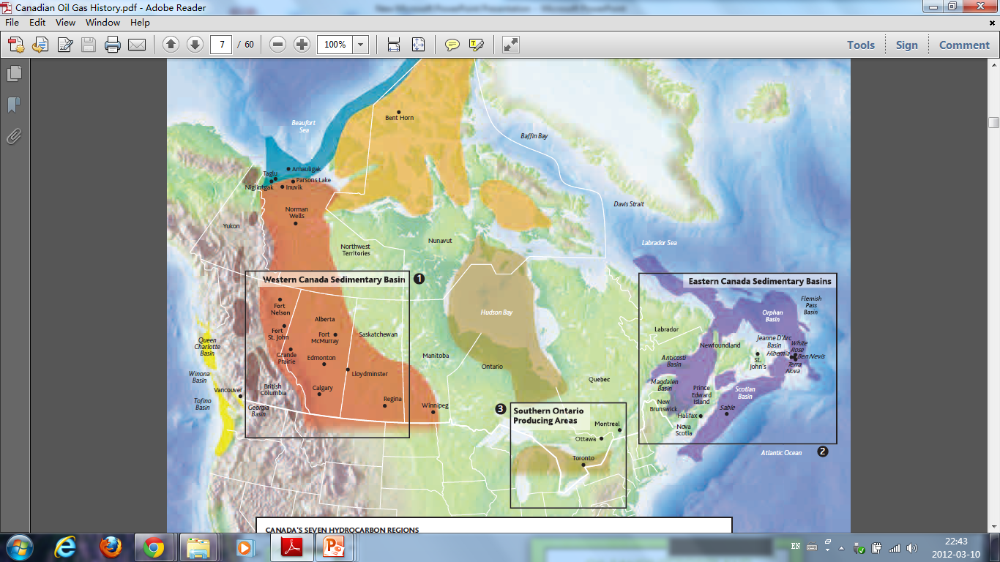 Canadian Oil Gas History.pdf - Adobe Reader
File Edit View Window Help
7 / 60
100%
Tools Sign Comment
Beaufort
Sea
Bent Horn
Baffin Bay
Taglu
Amauligak
Parsons Lake
Niglintgak
Inuvik
Davis Strait
Norman
Wells
Yukon
Northwest
Territories
Nunavut
Labrador Sea
Western Canada Sedimentary Basin 1
Eastern Canada Sedimentary Basins
Fort
Nelson
Alberta
Fort
St. John
Fort
McMurray
Saskatchewan
Grande
Prairie
Edmonton
Lloydminster
Calgary
British
Columbia
Regina
Winnipeg
Manitoba
Queen
Charlotte
Basin
Winona
Basin
Vancouver
Tofino
Basin
Georgia
Basin
Hudson Bay
Ontario
Quebec
Labrador
Flemish
Pass
Basin
Orphan
Basin
Newfoundland
Jeanne D'Arc
Basin
White
Rose
Hibernia
Ben Nevis
Terra
Nova
St.
John's
Anticosti
Basin
Magdalen
Basin
Prince
Edward
Island
Scotian
Basin
New
Brunswick
Halifax
Sable
Nova
Scotia
Atlantic Ocean
2
3
Southern Ontario
Producing Areas
Montreal
Ottawa
Toronto
CANADA'S SEVEN HYDROCARBON REGIONS
EN
22:43
2012-03-10